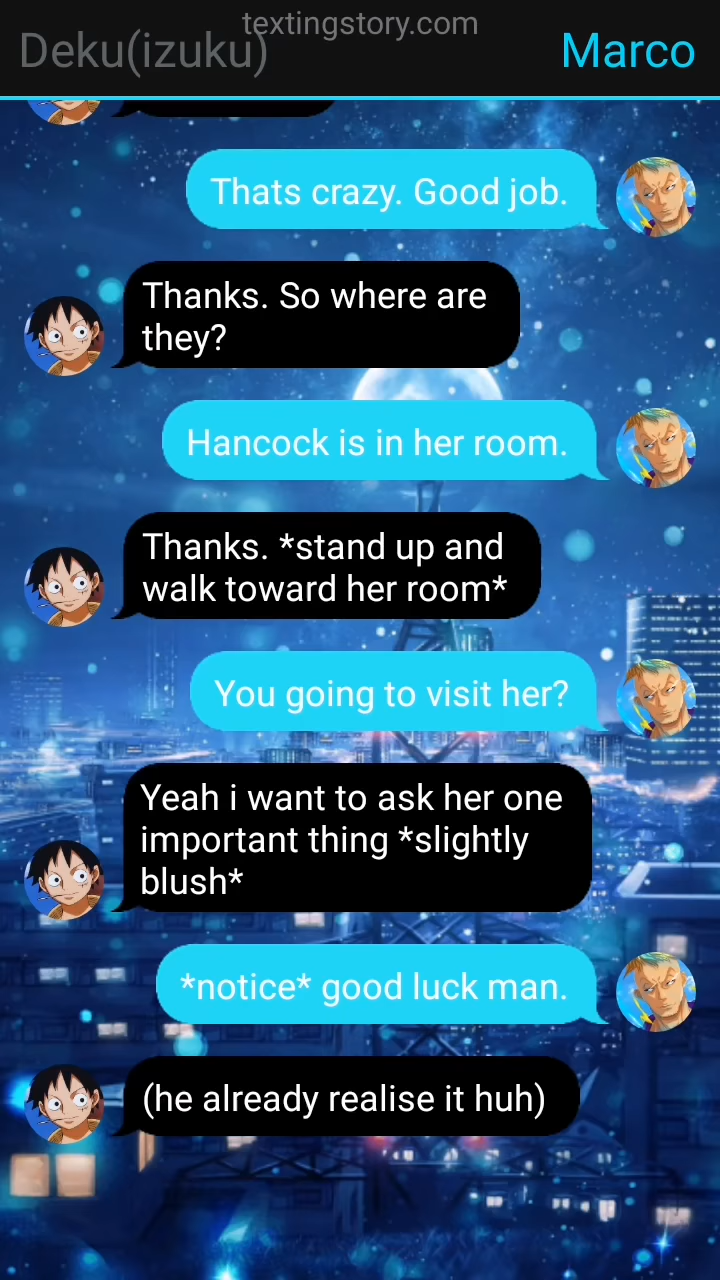 textingstory.com
Deku(izuku)
Marco
Thats crazy. Good job.
Thanks. So where are
they?
Hancock is in her room.
Thanks. *stand up and
walk toward her room*
You going to visit her?
Yeah i want to ask her one
important thing *slightly
blush*
*notice* good luck man.
(he already realise it huh)